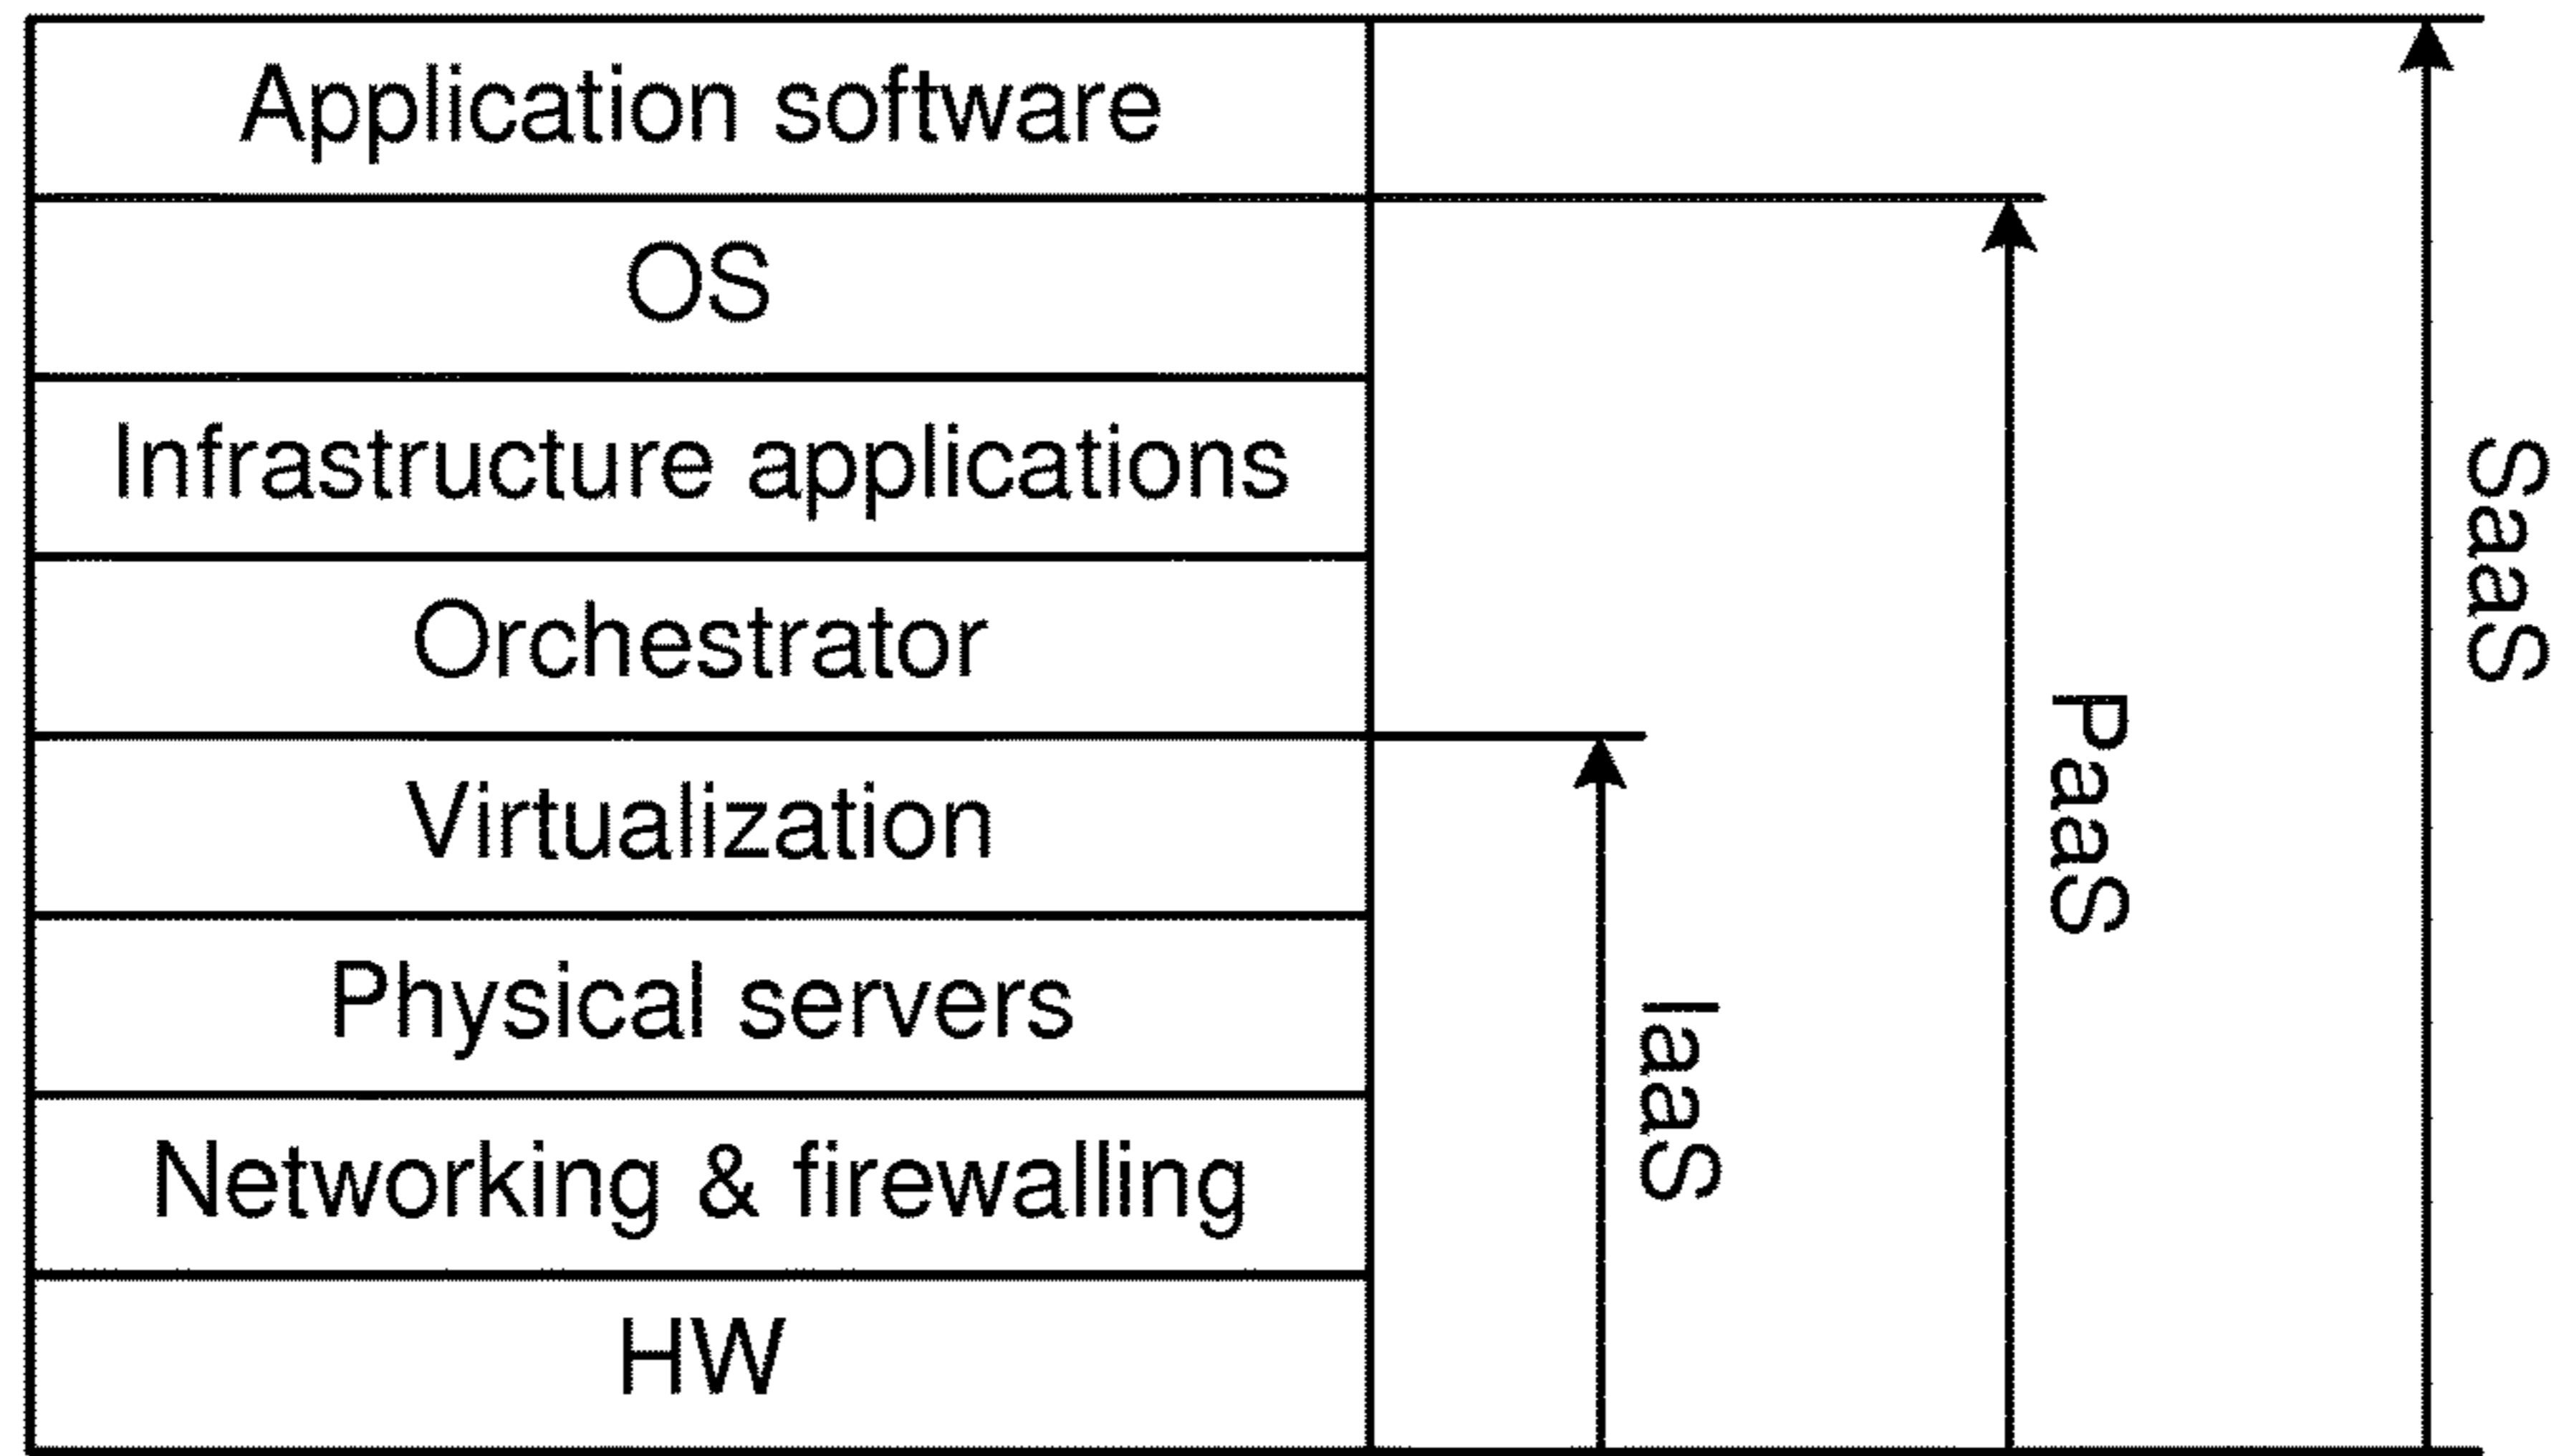 Application software
OS
Infrastructure applications
Orchestrator
Virtualization
Physical servers
Networking & firewalling
HW
IaaS
PaaS
SaaS